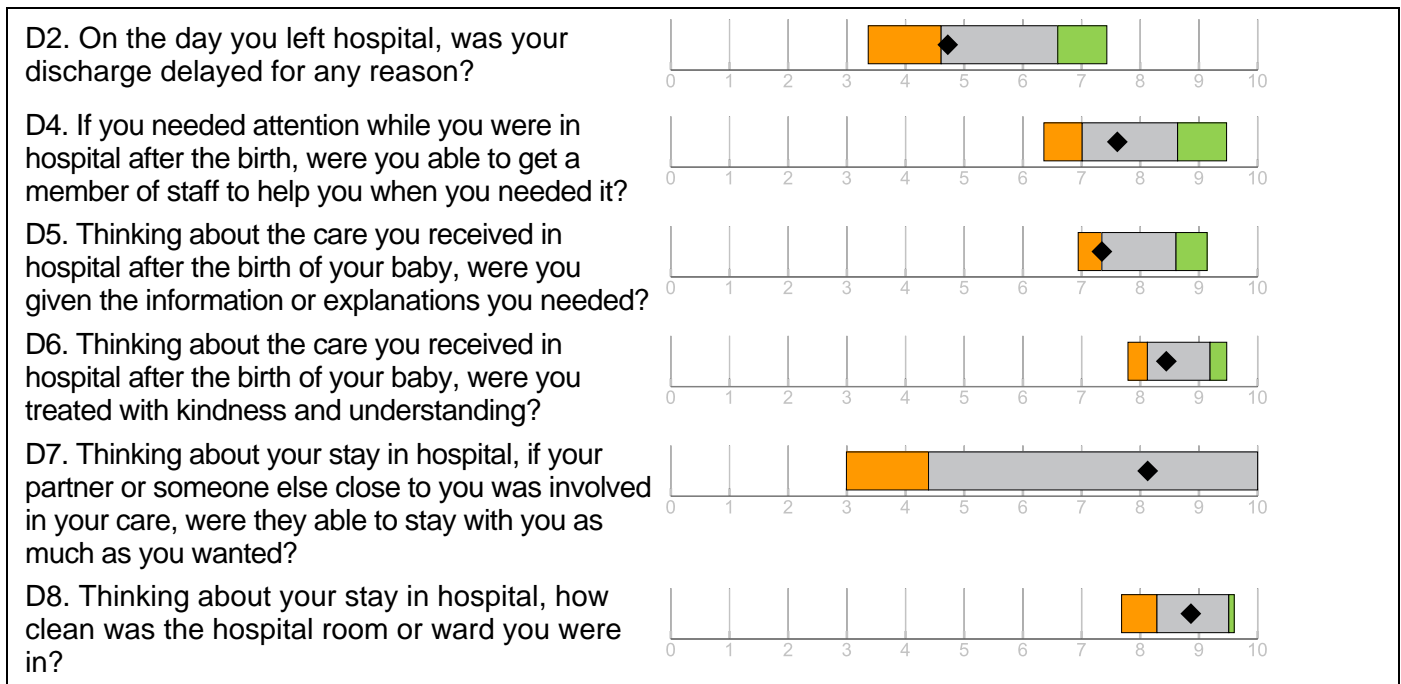 D2. On the day you left hospital, was your
discharge delayed for any reason?
0 1 2 3 4 5 6 7 8 9 10
D4. If you needed attention while you were in
hospital after the birth, were you able to get a
member of staff to help you when you needed it?
0 1 2 3 4 5 6 7 8 9 10
D5. Thinking about the care you received in
hospital after the birth of your baby, were you
given the information or explanations you needed?
0 1 2 3 4 5 6 7 8 9 10
D6. Thinking about the care you received in
hospital after the birth of your baby, were you
treated with kindness and understanding?
0 1 2 3 4 5 6 7 8 9 10
D7. Thinking about your stay in hospital, if your
partner or someone else close to you was involved
in your care, were they able to stay with you as
much as you wanted?
0 1 2 3 4 5 6 7 8 9 10
D8. Thinking about your stay in hospital, how
clean was the hospital room or ward you were
in?
0 1 2 3 4 5 6 7 8 9 10